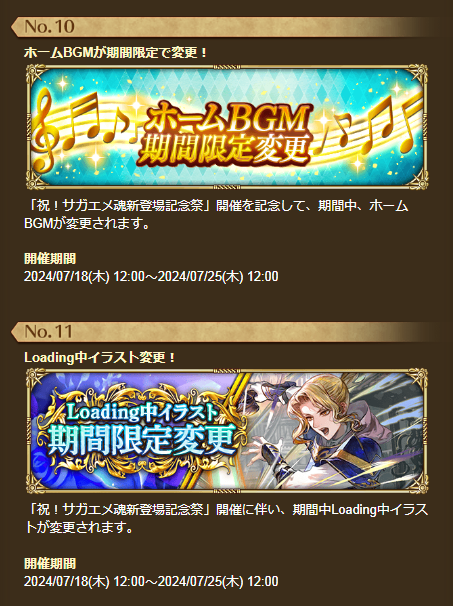 No.10
ホームBGMが期間限定で変更！
ホームBGM
期間限定変更
「祝！サガエメ魂新登場記念祭」開催を記念して、期間中、ホーム
BGMが変更されます。
開催期間
2024/07/18(木) 12:00～2024/07/25(木) 12:00
No.11
Loading中イラスト変更！
Loading中イラスト
期間限定変更
「祝！サガエメ魂新登場記念祭」開催に伴い、期間中Loading中イラス
トが変更されます。
開催期間
2024/07/18(木) 12:00～2024/07/25(木) 12:00